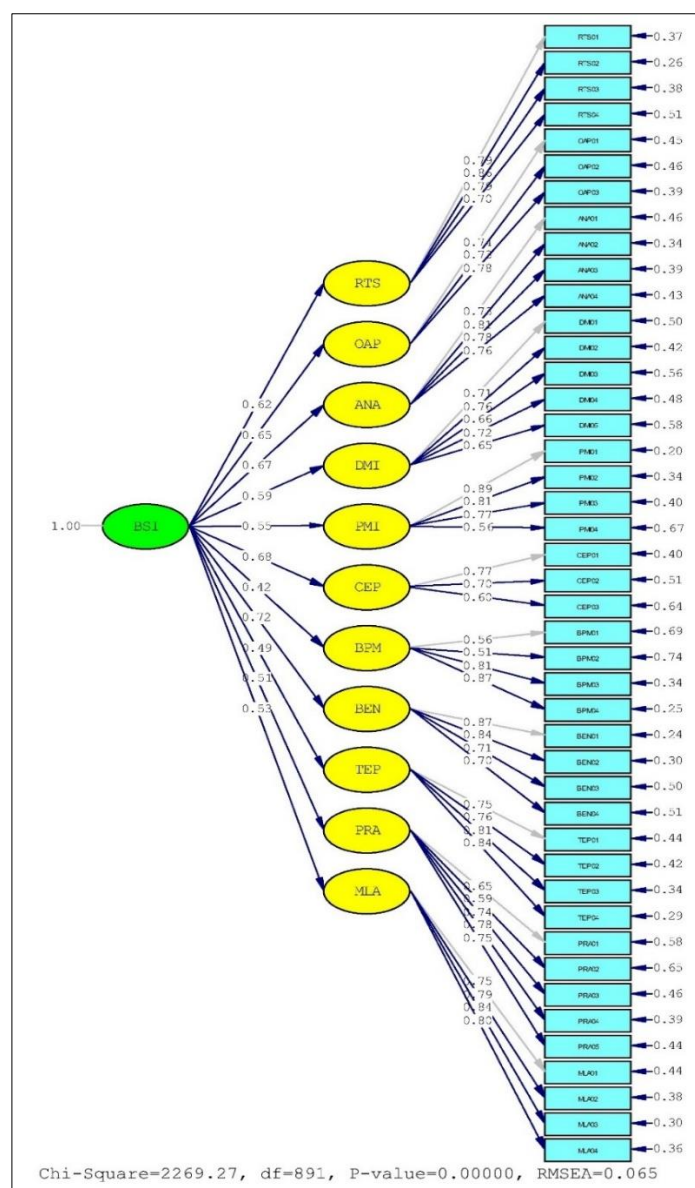 1.00 BSI
0.62
0.65
0.67
0.59
0.55
0.68
0.42
0.72
0.49
0.51
0.53
RTS
OAP
ANA
DMI
PMI
CEP
BPM
BEN
TEP
PRA
MLA
0.79
0.86
0.79
0.70
0.74
0.73
0.78
0.73
0.81
0.78
0.76
0.71
0.76
0.66
0.72
0.65
0.89
0.81
0.77
0.56
0.77
0.70
0.60
0.56
0.51
0.81
0.87
0.87
0.84
0.71
0.70
0.75
0.76
0.81
0.84
0.65
0.59
0.74
0.78
0.75
0.75
0.79
0.84
0.80
RTS01 0.37
RTS02 0.26
RTS03 0.38
RTS04 0.51
OAP01 0.45
OAP02 0.46
OAP03 0.39
ANA01 0.46
ANA02 0.34
ANA03 0.39
ANA04 0.43
DMI01 0.50
DMI02 0.42
DMI03 0.56
DMI04 0.48
DMI05 0.58
PMI01 0.20
PMI02 0.34
PMI03 0.40
PMI04 0.67
CEP01 0.40
CEP02 0.51
CEP03 0.64
BPM01 0.69
BPM02 0.74
BPM03 0.34
BPM04 0.25
BEN01 0.24
BEN02 0.30
BEN03 0.50
BEN04 0.51
TEP01 0.44
TEP02 0.42
TEP03 0.34
TEP04 0.29
PRA01 0.58
PRA02 0.65
PRA03 0.46
PRA04 0.39
PRA05 0.44
MLA01 0.44
MLA02 0.38
MLA03 0.30
MLA04 0.36
Chi-Square=2269.27, df=891, P-value=0.00000, RMSEA=0.065